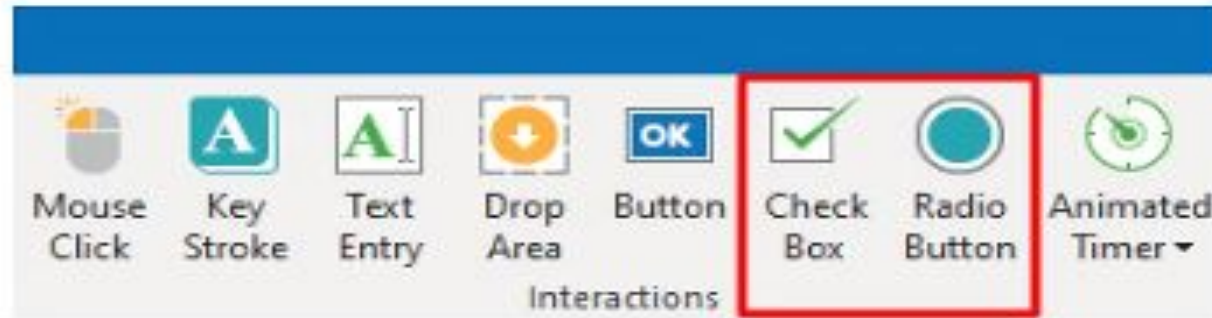 A
A
OK
Mouse Click
Key Stroke
Text Entry
Drop Area
Button
Check Box
Radio Button
Animated Timer
Interactions